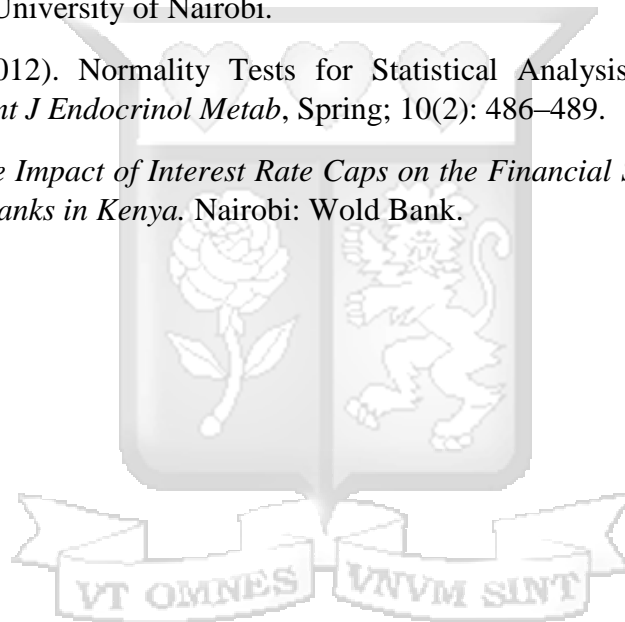 University of Nairobi.
012). Normality Tests for Statistical Analysis
nt J Endocrinol Metab, Spring; 10(2): 486–489.
e Impact of Interest Rate Caps on the Financial S
anks in Kenya. Nairobi: Wold Bank.
VT OMNES VNVM SINT